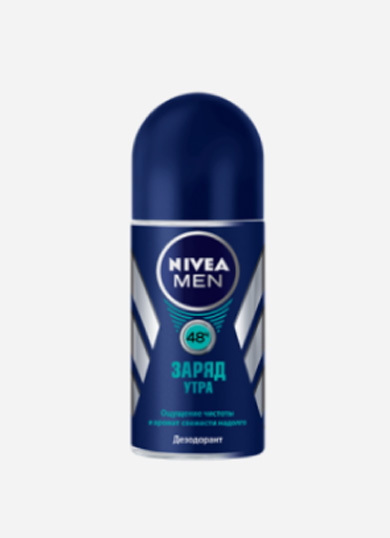 NIVEA
MEN
48ч
ЗАРЯД
УТРА
Ощущение чистоты
и аромат свежести надолго
Дезодорант